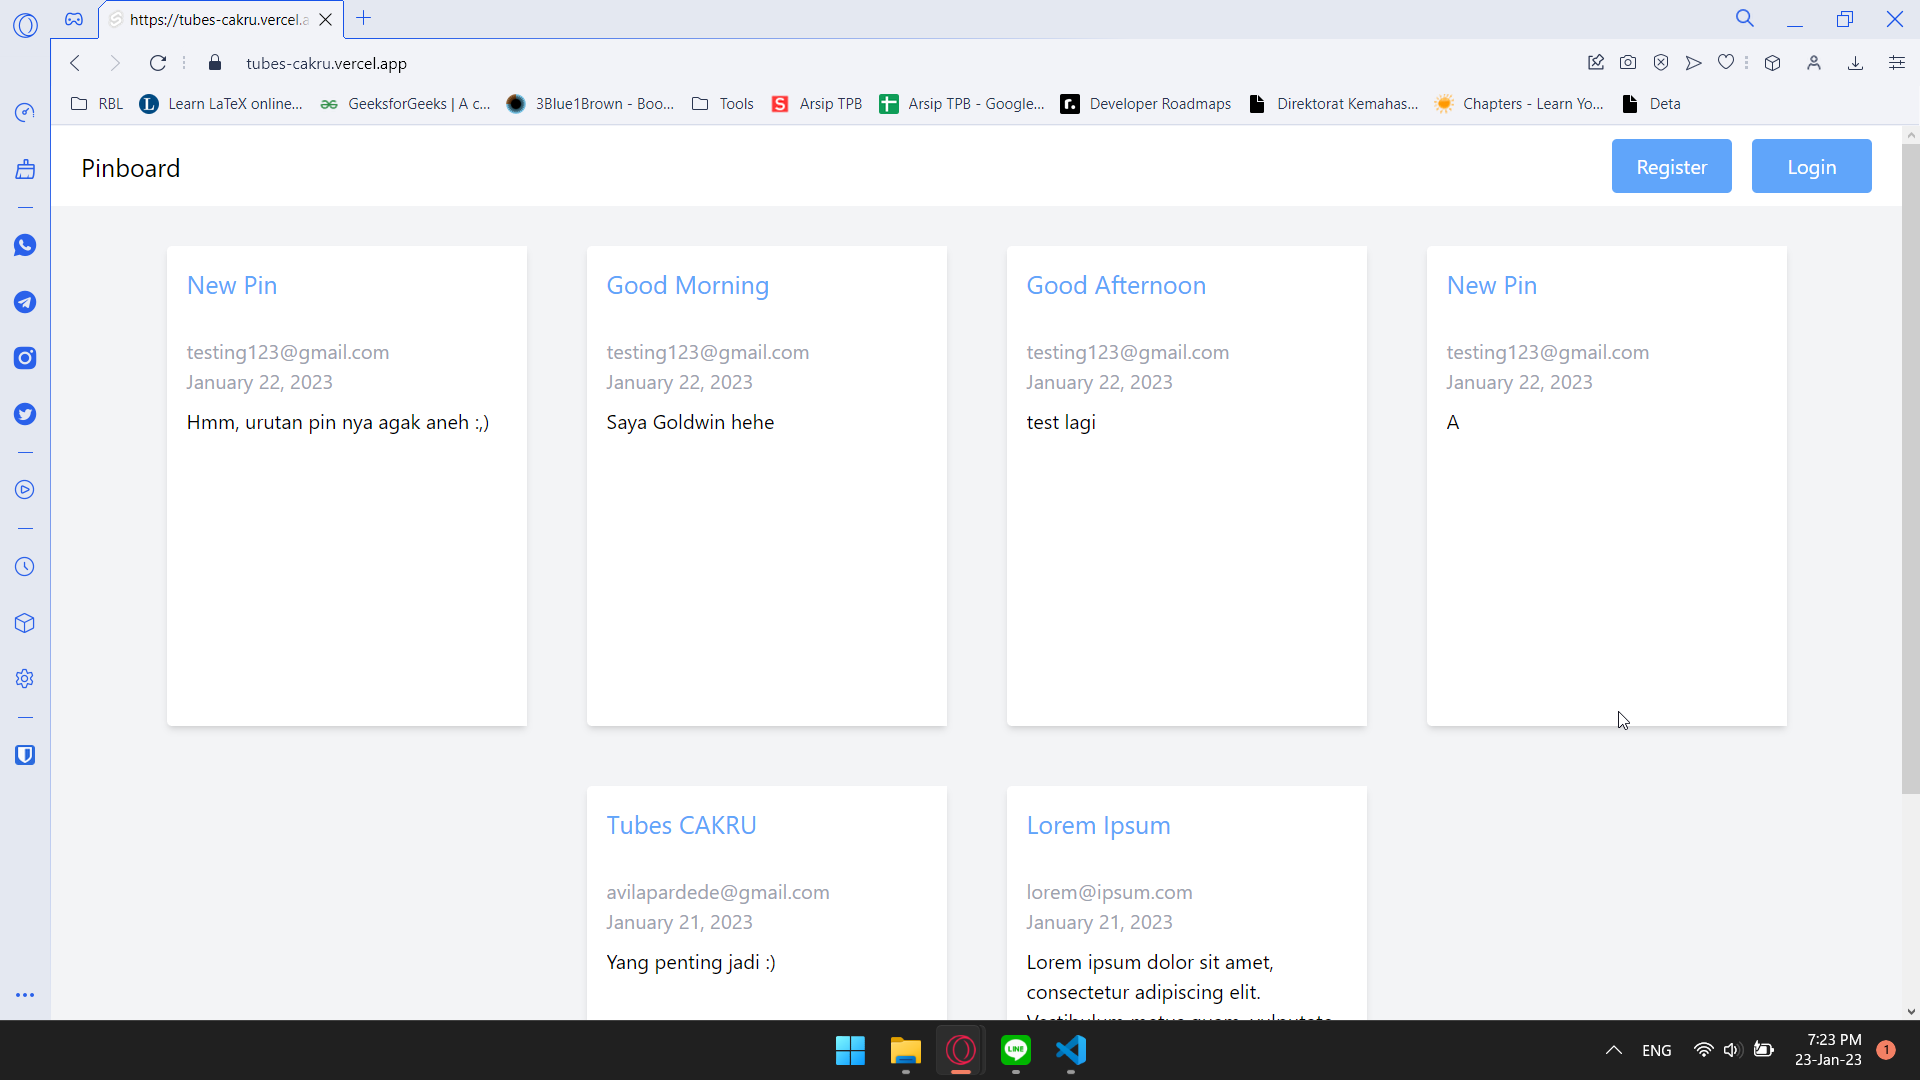 https://tubes-cakru.vercel.a
tubes-cakru.vercel.app
RBL
Learn LaTeX online...
GeeksforGeeks | A c...
3Blue1Brown - Boo...
Tools
Arsip TPB
Arsip TPB - Google...
Developer Roadmaps
Direktorat Kemahas...
Chapters - Learn Yo...
Deta
Pinboard
Register
Login
New Pin
testing123@gmail.com
January 22, 2023
Hmm, urutan pin nya agak aneh :,)
Good Morning
testing123@gmail.com
January 22, 2023
Saya Goldwin hehe
Good Afternoon
testing123@gmail.com
January 22, 2023
test lagi
New Pin
testing123@gmail.com
January 22, 2023
A
Tubes CAKRU
avilapardede@gmail.com
January 21, 2023
Yang penting jadi :)
Lorem Ipsum
lorem@ipsum.com
January 21, 2023
Lorem ipsum dolor sit amet,
consectetur adipiscing elit.
LINE
ENG
7:23 PM
23-Jan-23
1